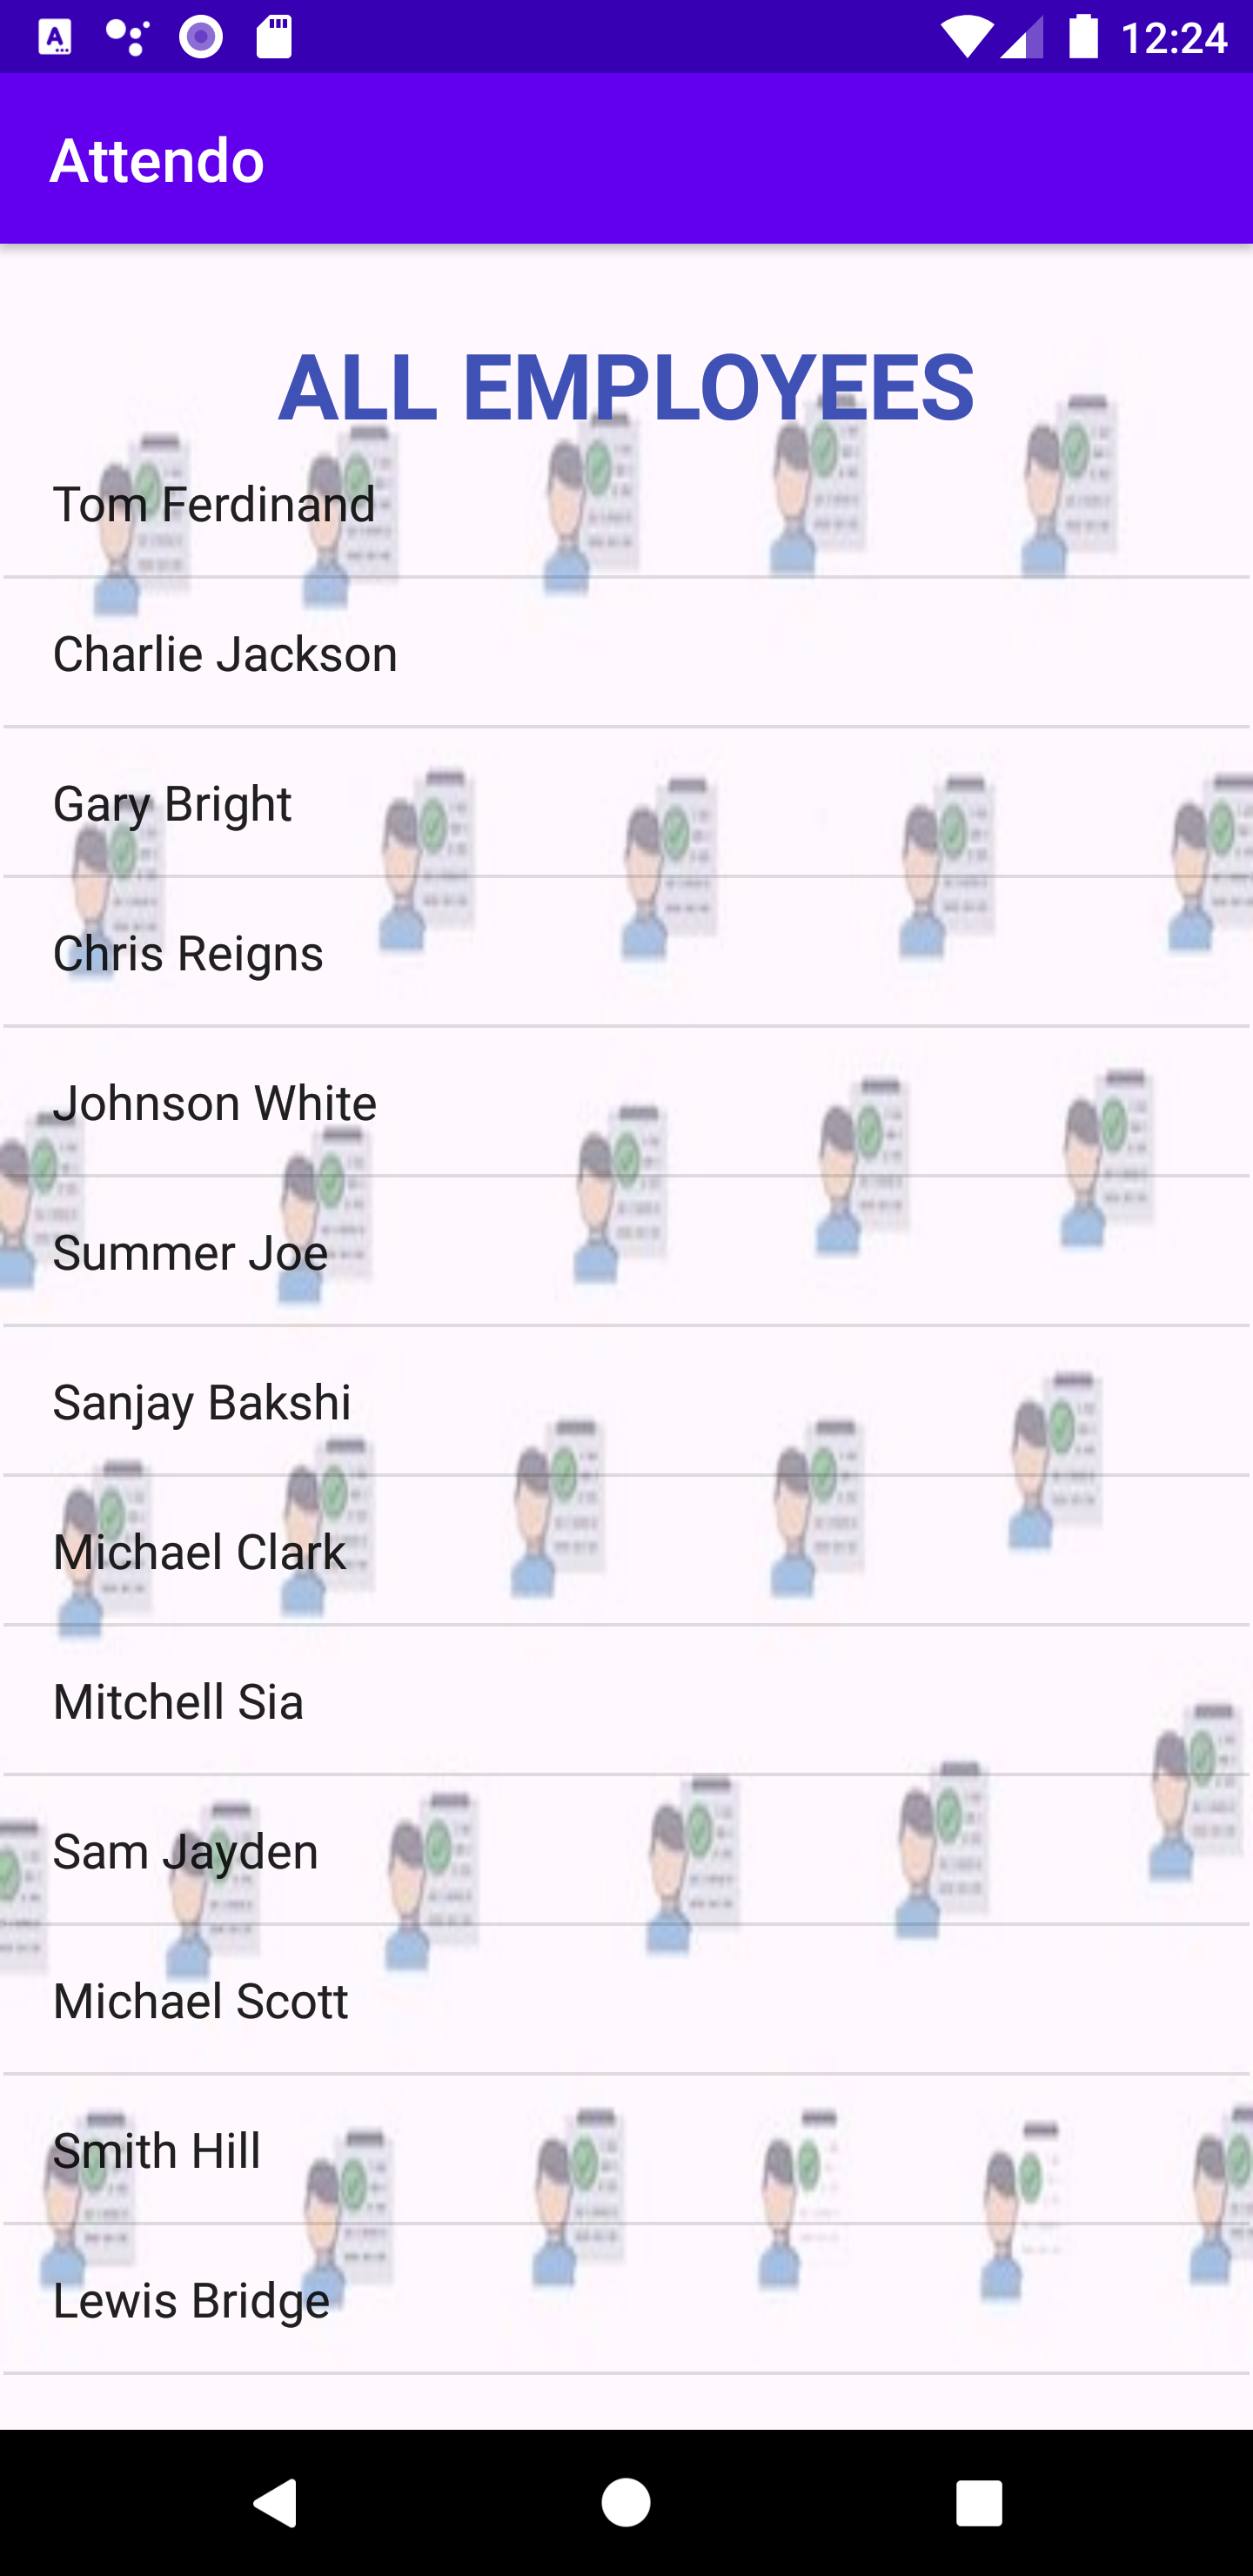 12:24
Attendo
ALL EMPLOYEES
Tom Ferdinand
Charlie Jackson
Gary Bright
Chris Reigns
Johnson White
Summer Joe
Sanjay Bakshi
Michael Clark
Mitchell Sia
Sam Jayden
Michael Scott
Smith Hill
Lewis Bridge